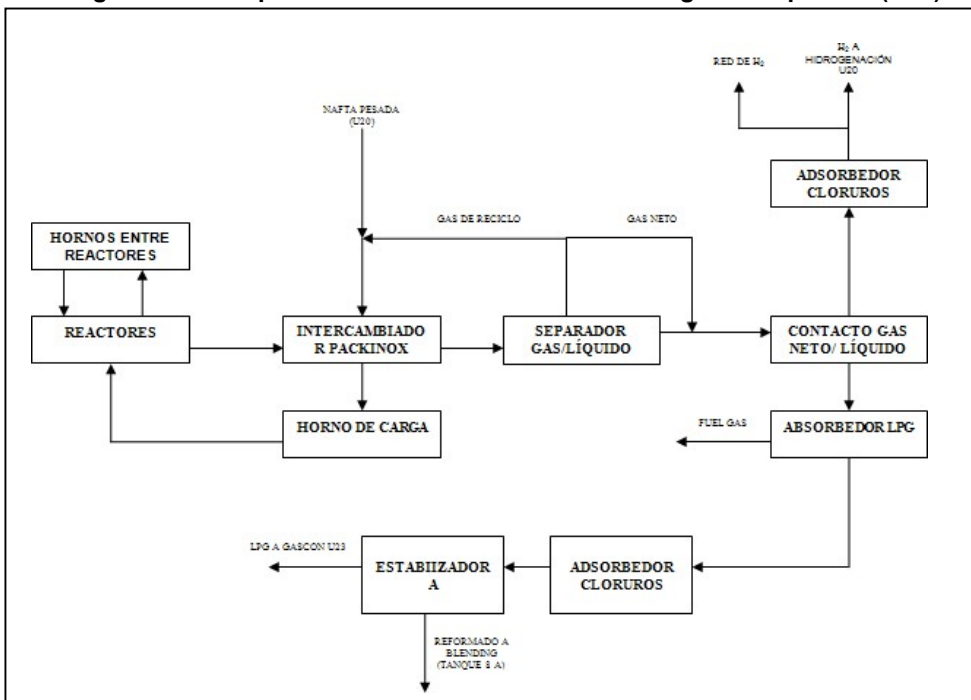 RED DE H₂
H₂ A
HIDROGENACIÓN
U20
NAFTA PESADA
(U20)
ADSORBEDOR
CLORUROS
GAS DE RECICLO
GAS NETO
HORNOS ENTRE
REACTORES
REACTORES
INTERCAMBIADO
R PACKINOX
SEPARADOR
GAS/LÍQUIDO
CONTACTO GAS
NETO/ LÍQUIDO
HORNO DE CARGA
FUEL GAS
ABSORBEDOR LPG
LPG A GASCON U23
ESTABIIZADOR
A
ADSORBEDOR
CLORUROS
REFORMADO A
BLENDING
(TANQUE 8 A)